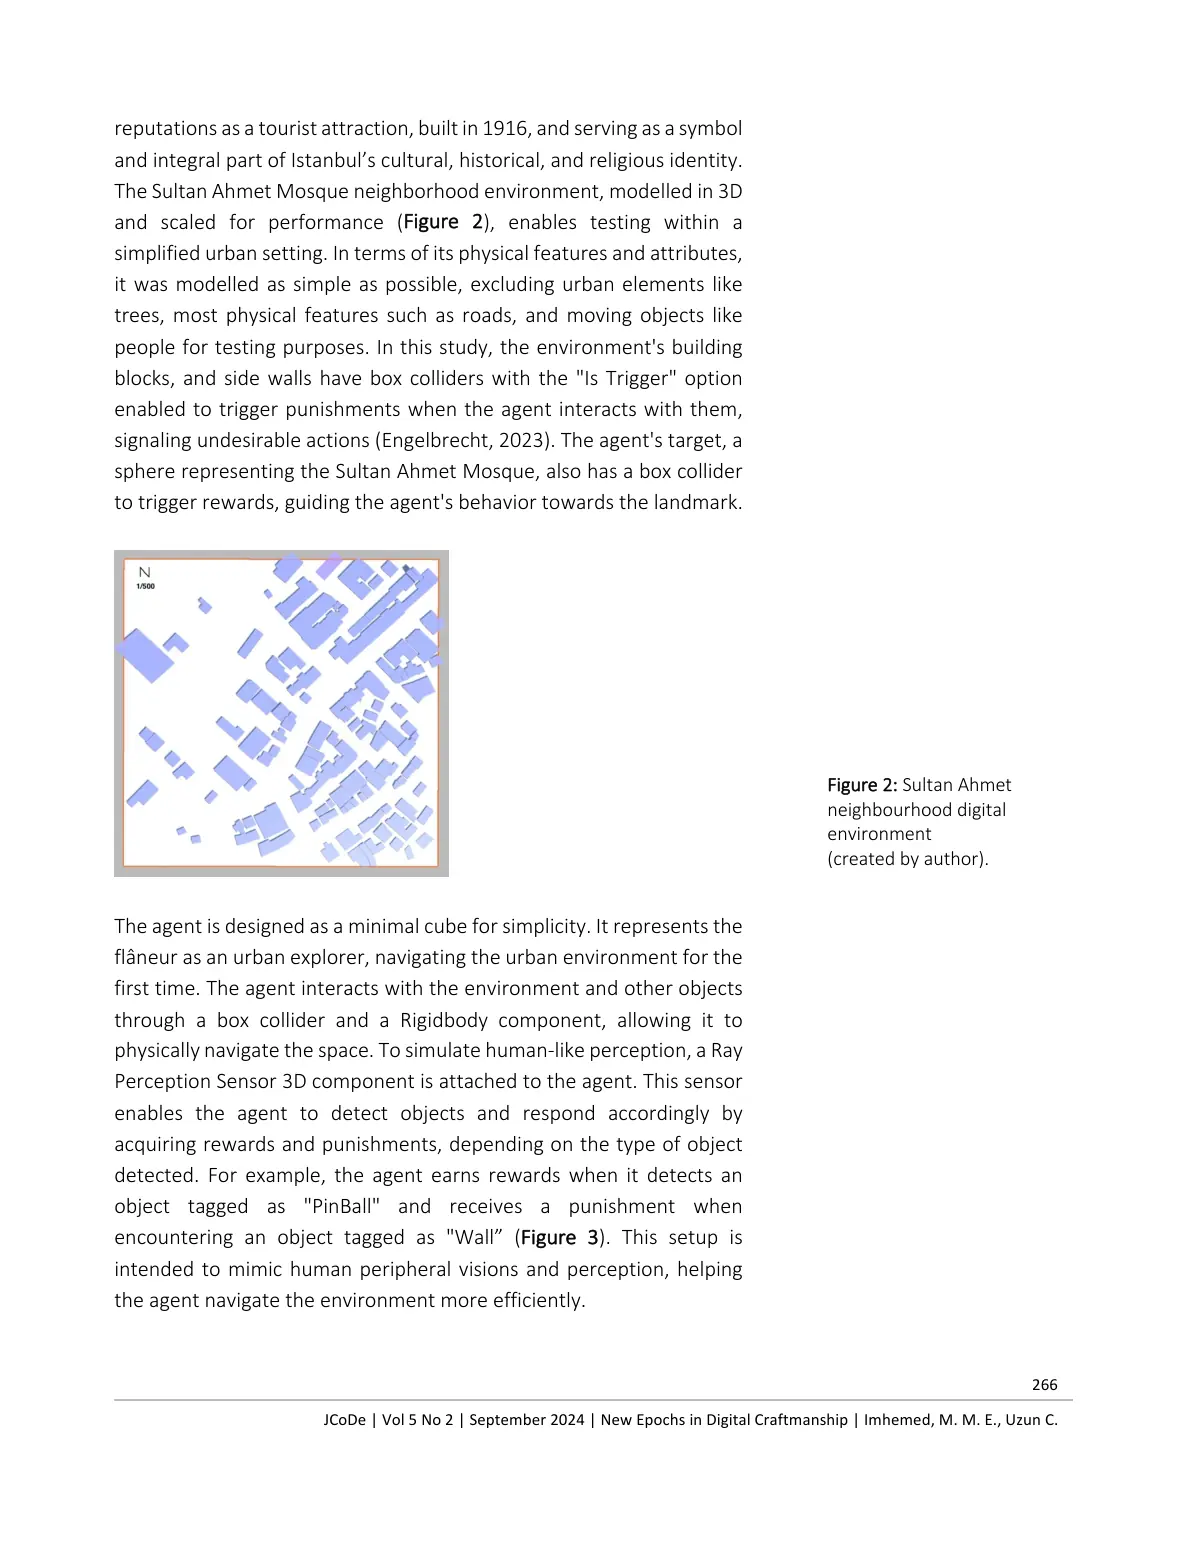 reputations as a tourist attraction, built in 1916, and serving as a symbol
and integral part of Istanbul’s cultural, historical, and religious identity.
The Sultan Ahmet Mosque neighborhood environment, modelled in 3D
and scaled for performance (Figure 2), enables testing within a
simplified urban setting. In terms of its physical features and attributes,
it was modelled as simple as possible, excluding urban elements like
trees, most physical features such as roads, and moving objects like
people for testing purposes. In this study, the environment's building
blocks, and side walls have box colliders with the "Is Trigger" option
enabled to trigger punishments when the agent interacts with them,
signaling undesirable actions (Engelbrecht, 2023). The agent's target, a
sphere representing the Sultan Ahmet Mosque, also has a box collider
to trigger rewards, guiding the agent's behavior towards the landmark.
N
1/500
Figure 2: Sultan Ahmet
neighbourhood digital
environment
(created by author).
The agent is designed as a minimal cube for simplicity. It represents the
flâneur as an urban explorer, navigating the urban environment for the
first time. The agent interacts with the environment and other objects
through a box collider and a Rigidbody component, allowing it to
physically navigate the space. To simulate human-like perception, a Ray
Perception Sensor 3D component is attached to the agent. This sensor
enables the agent to detect objects and respond accordingly by
acquiring rewards and punishments, depending on the type of object
detected. For example, the agent earns rewards when it detects an
object tagged as "PinBall" and receives a punishment when
encountering an object tagged as "Wall” (Figure 3). This setup is
intended to mimic human peripheral visions and perception, helping
the agent navigate the environment more efficiently.
266
JCoDe | Vol 5 No 2 | September 2024 | New Epochs in Digital Craftmanship | Imhemed, M. M. E., Uzun C.